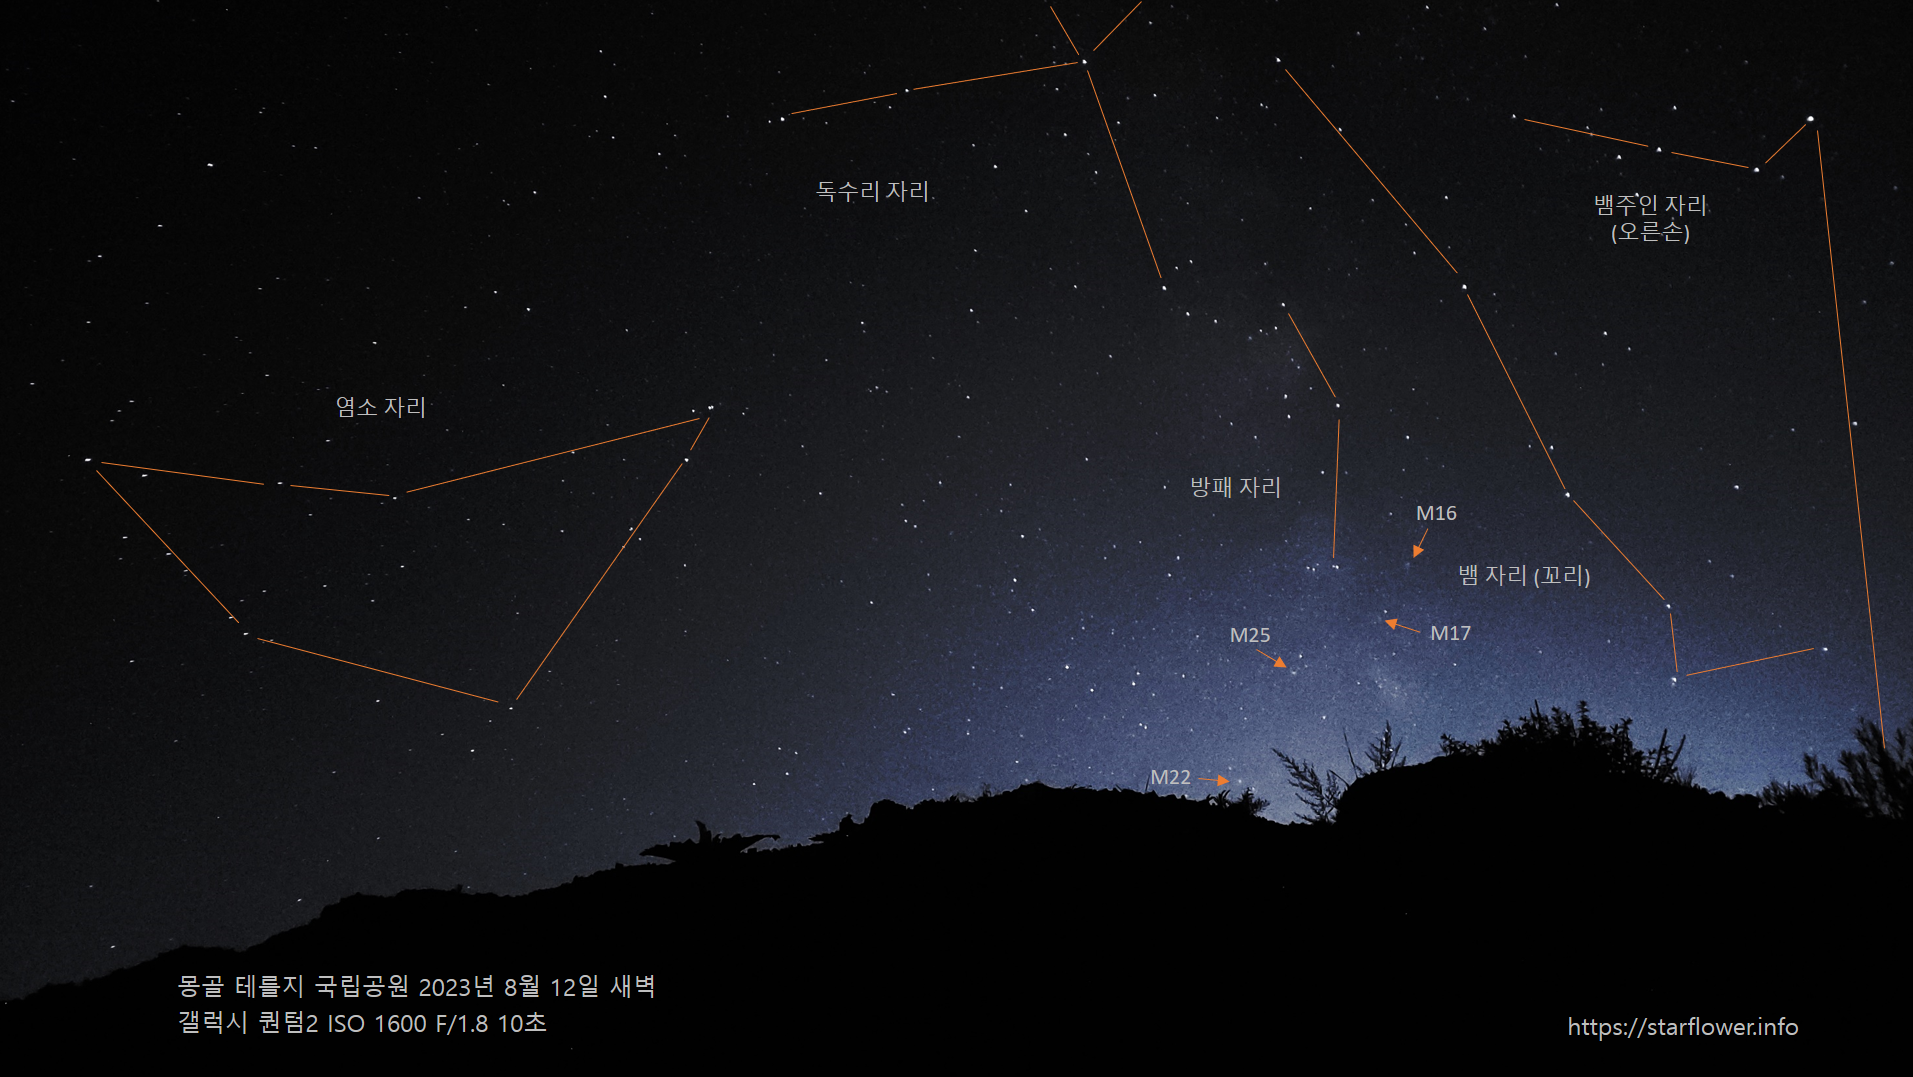 독수리 자리
뱀주인 자리
(오른손)
염소 자리
방패 자리
M16
뱀 자리 (꼬리)
M25
M17
M22
몽골 테를지 국립공원 2023년 8월 12일 새벽
갤럭시 퀀텀2 ISO 1600 F/1.8 10초
https://starflower.info